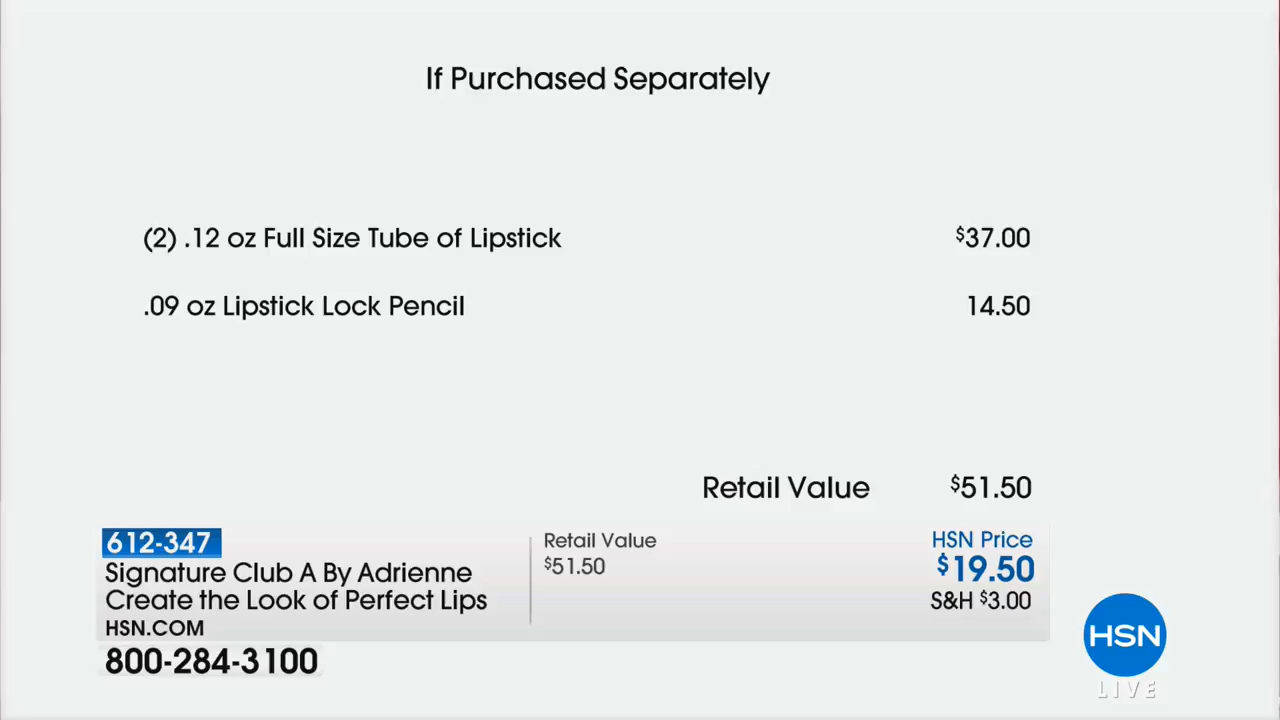 If Purchased Separately
(2) .12 oz Full Size Tube of Lipstick $37.00
.09 oz Lipstick Lock Pencil 14.50
Retail Value $51.50
612-347
Signature Club A By Adrienne
Create the Look of Perfect Lips
HSN.COM
800-284-3100
Retail Value
$51.50
HSN Price
$19.50
S&H $3.00
HSN
LIVE